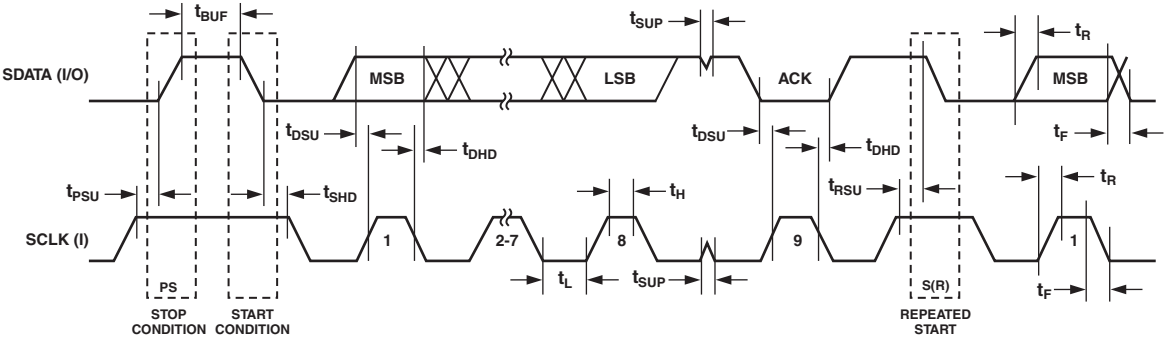 tBUF
tSUP
tR
SDATA (I/O)
MSB
LSB
ACK
MSB
tDSU
tDHD
tDSU
tDHD
tF
tPSU
tSHD
tH
tRSU
tR
SCLK (I)
1
2-7
8
9
1
tL
tSUP
tF
PS
S(R)
STOP CONDITION
START CONDITION
REPEATED START